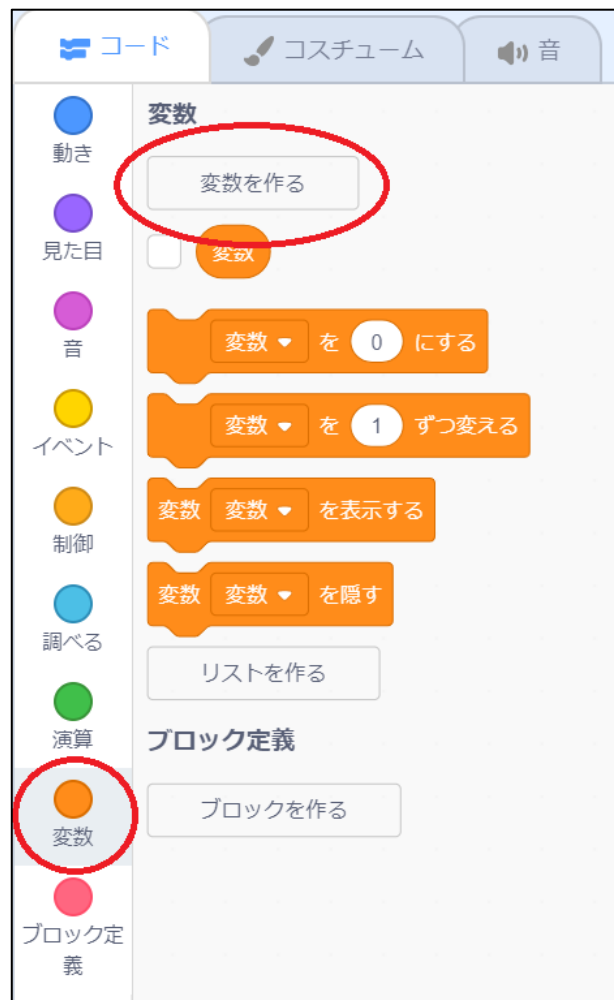 コード
コスチューム
音
動き
見た目
音
イベント
制御
調べる
演算
変数
ブロック定
義
変数
変数を作る
変数
変数 を 0 にする
変数 を 1 ずつ変える
変数 変数 を表示する
変数 変数 を隠す
リストを作る
ブロック定義
ブロックを作る